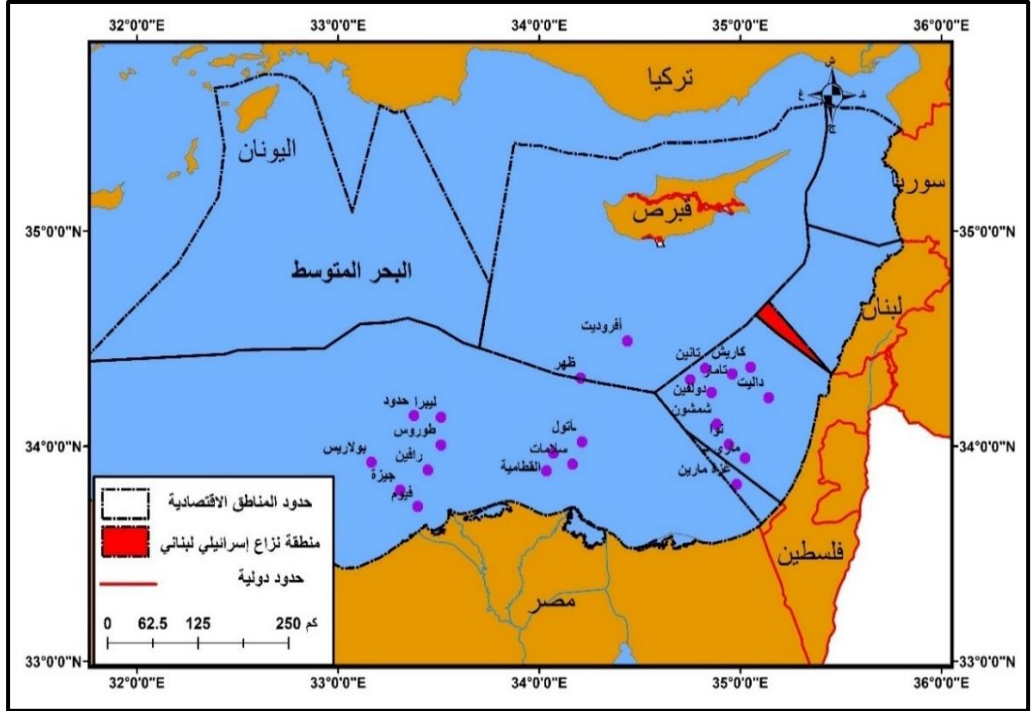 32°0'0"E 33°0'0"E 34°0'0"E 35°0'0"E 36°0'0"E
تركيا
ش
غ
ج
اليونان
سوريا
قبرص
35°0'0"N 35°0'0"N
البحر المتوسط
لبنان
أفروديت
تانين كاريش
ظهر
تامار
داليت
دولفين
شمشون
ليبرا حدود
نوا
طوروس
ماري
سلامات
بولاريس
رافين
القطامية
غزة مارين
جيزة
فيوم
34°0'0"N 34°0'0"N
حدود المناطق الاقتصادية
منطقة نزاع إسرائيلي لبناني
حدود دولية
0 62.5 125 250 كم
فلسطين
مصر
33°0'0"N 33°0'0"N
32°0'0"E 33°0'0"E 34°0'0"E 35°0'0"E 36°0'0"E